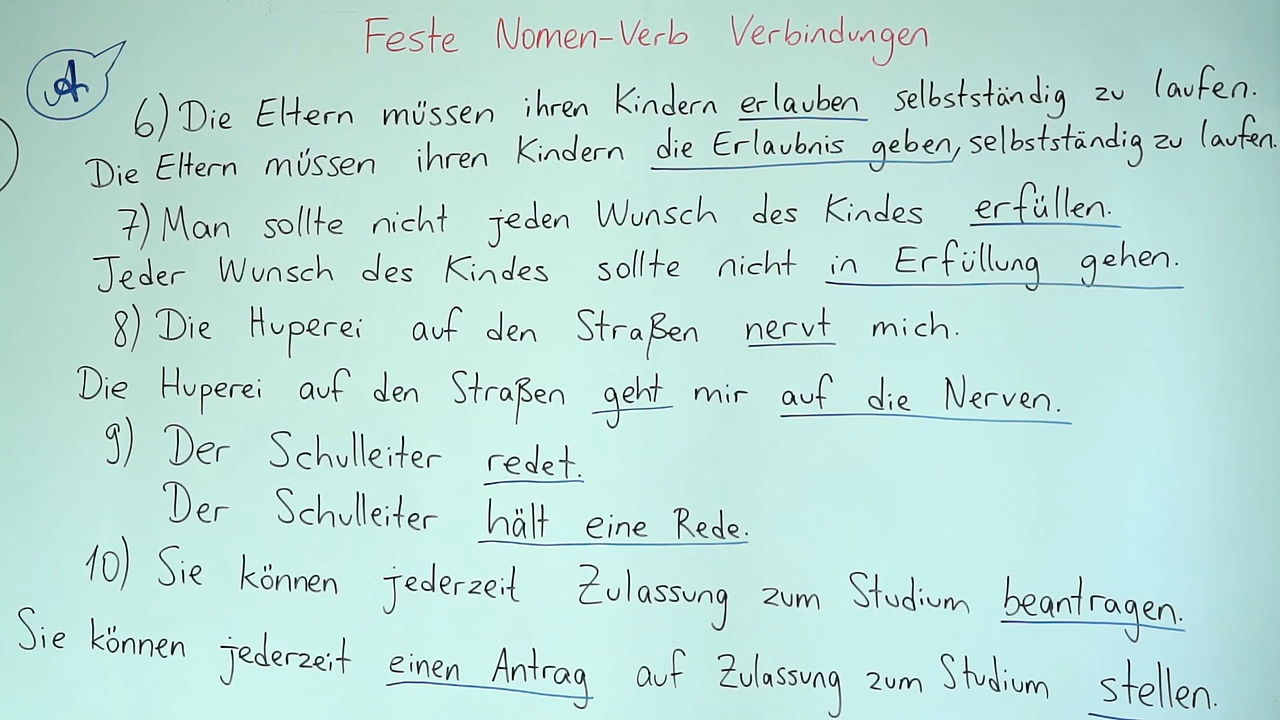 Feste Nomen-Verb Verbindungen
A
6) Die Eltern müssen ihren Kindern erlauben selbstständig zu laufen.
Die Eltern müssen ihren Kindern die Erlaubnis geben, selbstständig zu laufen.
7) Man sollte nicht jeden Wunsch des Kindes erfüllen.
Jeder Wunsch des Kindes sollte nicht in Erfüllung gehen.
8) Die Huperei auf den Straßen nervt mich.
Die Huperei auf den Straßen geht mir auf die Nerven.
9) Der Schulleiter redet.
Der Schulleiter hält eine Rede.
10) Sie können jederzeit Zulassung zum Studium beantragen.
Sie können jederzeit einen Antrag auf Zulassung zum Studium stellen.